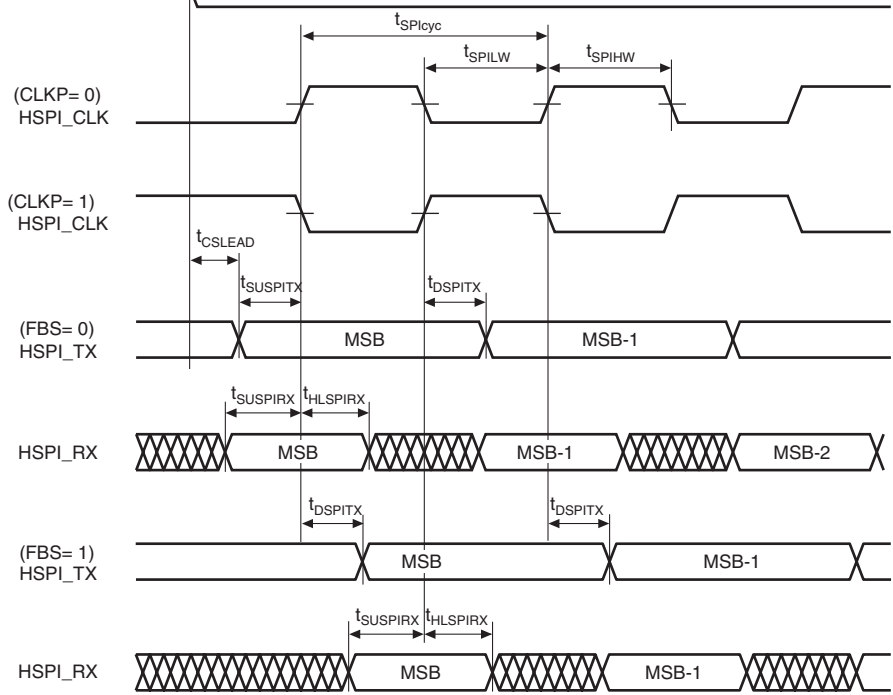 tSPIcyc
tSPILW tSPIHW
(CLKP= 0)
HSPI_CLK
(CLKP= 1)
HSPI_CLK
tCSLEAD
tSUSPITX tDSPITX
(FBS= 0)
HSPI_TX
MSB MSB-1
tSUSPIRX tHLSPIRX
HSPI_RX MSB MSB-1 MSB-2
tDSPITX tDSPITX
(FBS= 1)
HSPI_TX
MSB MSB-1
tSUSPIRX tHLSPIRX
HSPI_RX MSB MSB-1